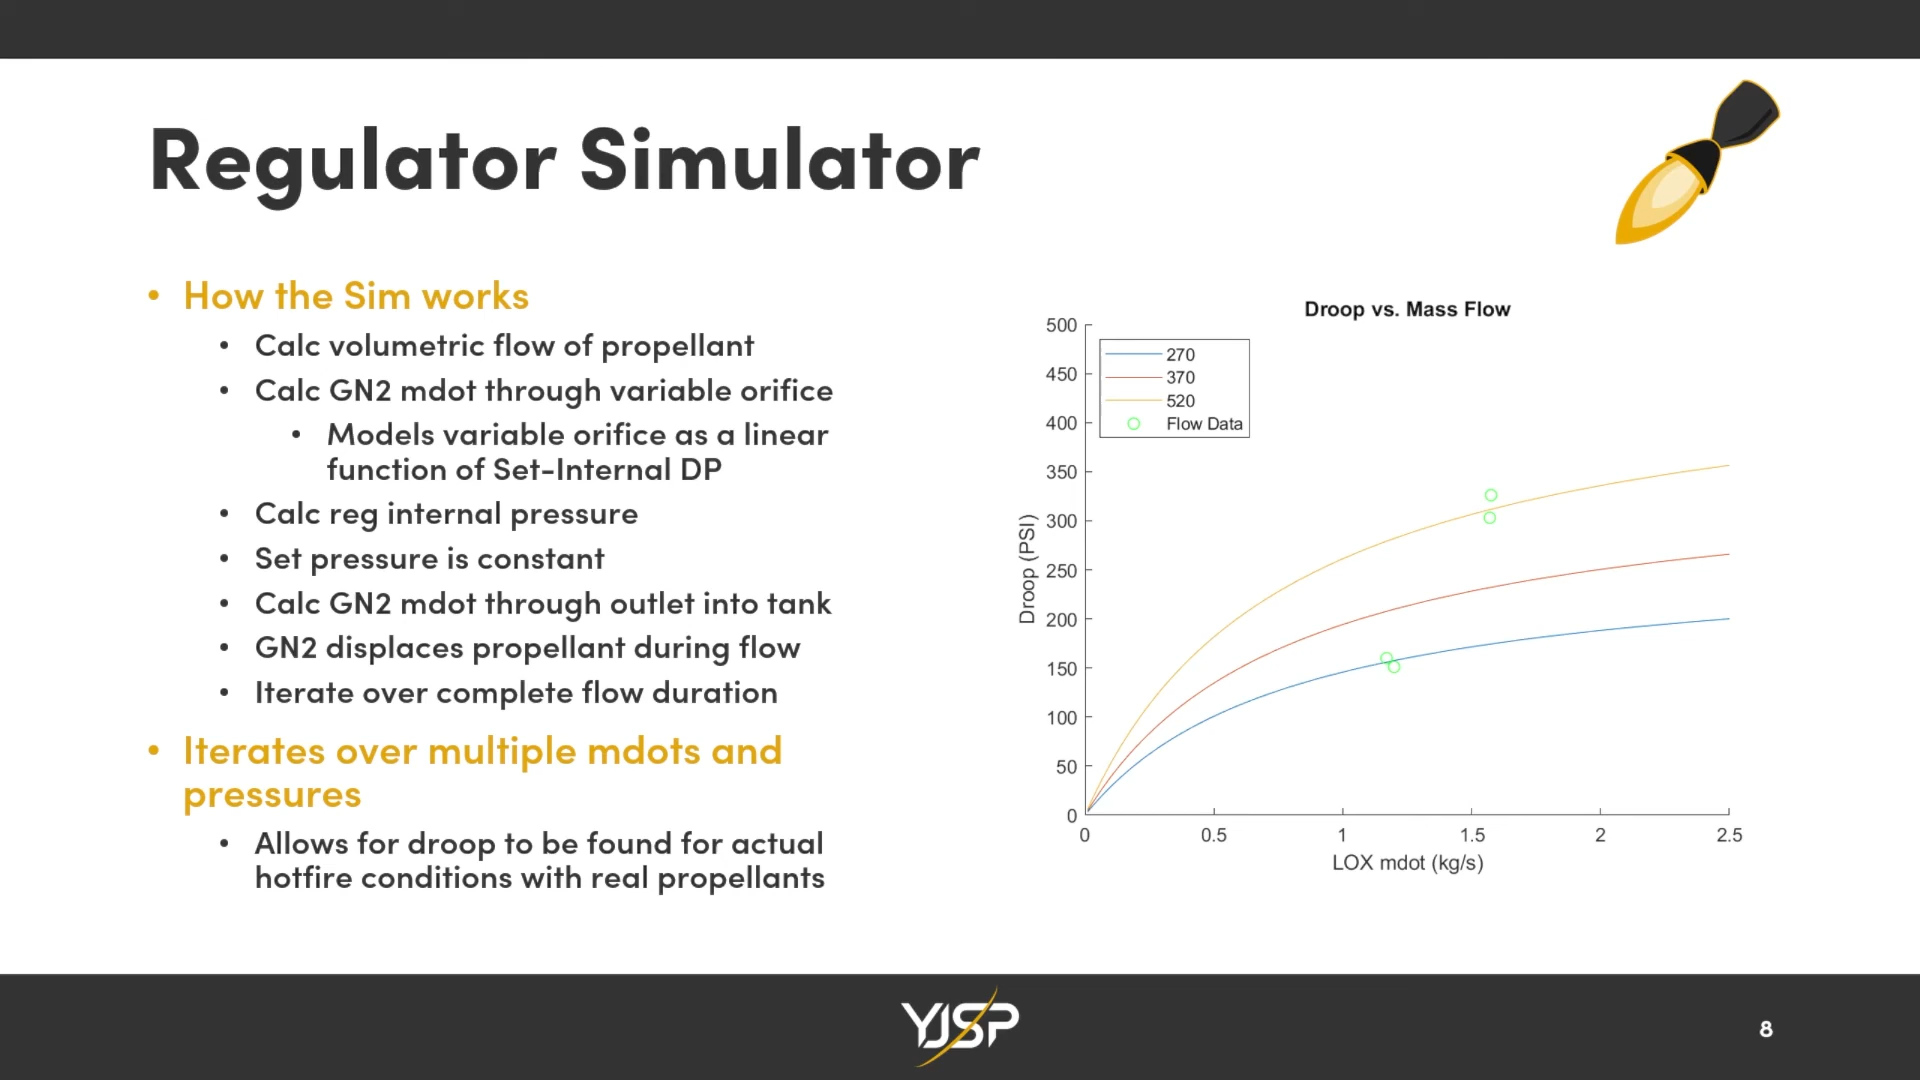 Regulator Simulator
• How the Sim works
• Calc volumetric flow of propellant
• Calc GN2 mdot through variable orifice
• Models variable orifice as a linear
function of Set-Internal DP
• Calc reg internal pressure
• Set pressure is constant
• Calc GN2 mdot through outlet into tank
• GN2 displaces propellant during flow
• Iterate over complete flow duration
• Iterates over multiple mdots and
pressures
• Allows for droop to be found for actual
hotfire conditions with real propellants
Droop vs. Mass Flow
270
370
520
Flow Data
Droop (PSI)
500
450
400
350
300
250
200
150
100
50
0
0 0.5 1 1.5 2 2.5
LOX mdot (kg/s)
YJSP
8